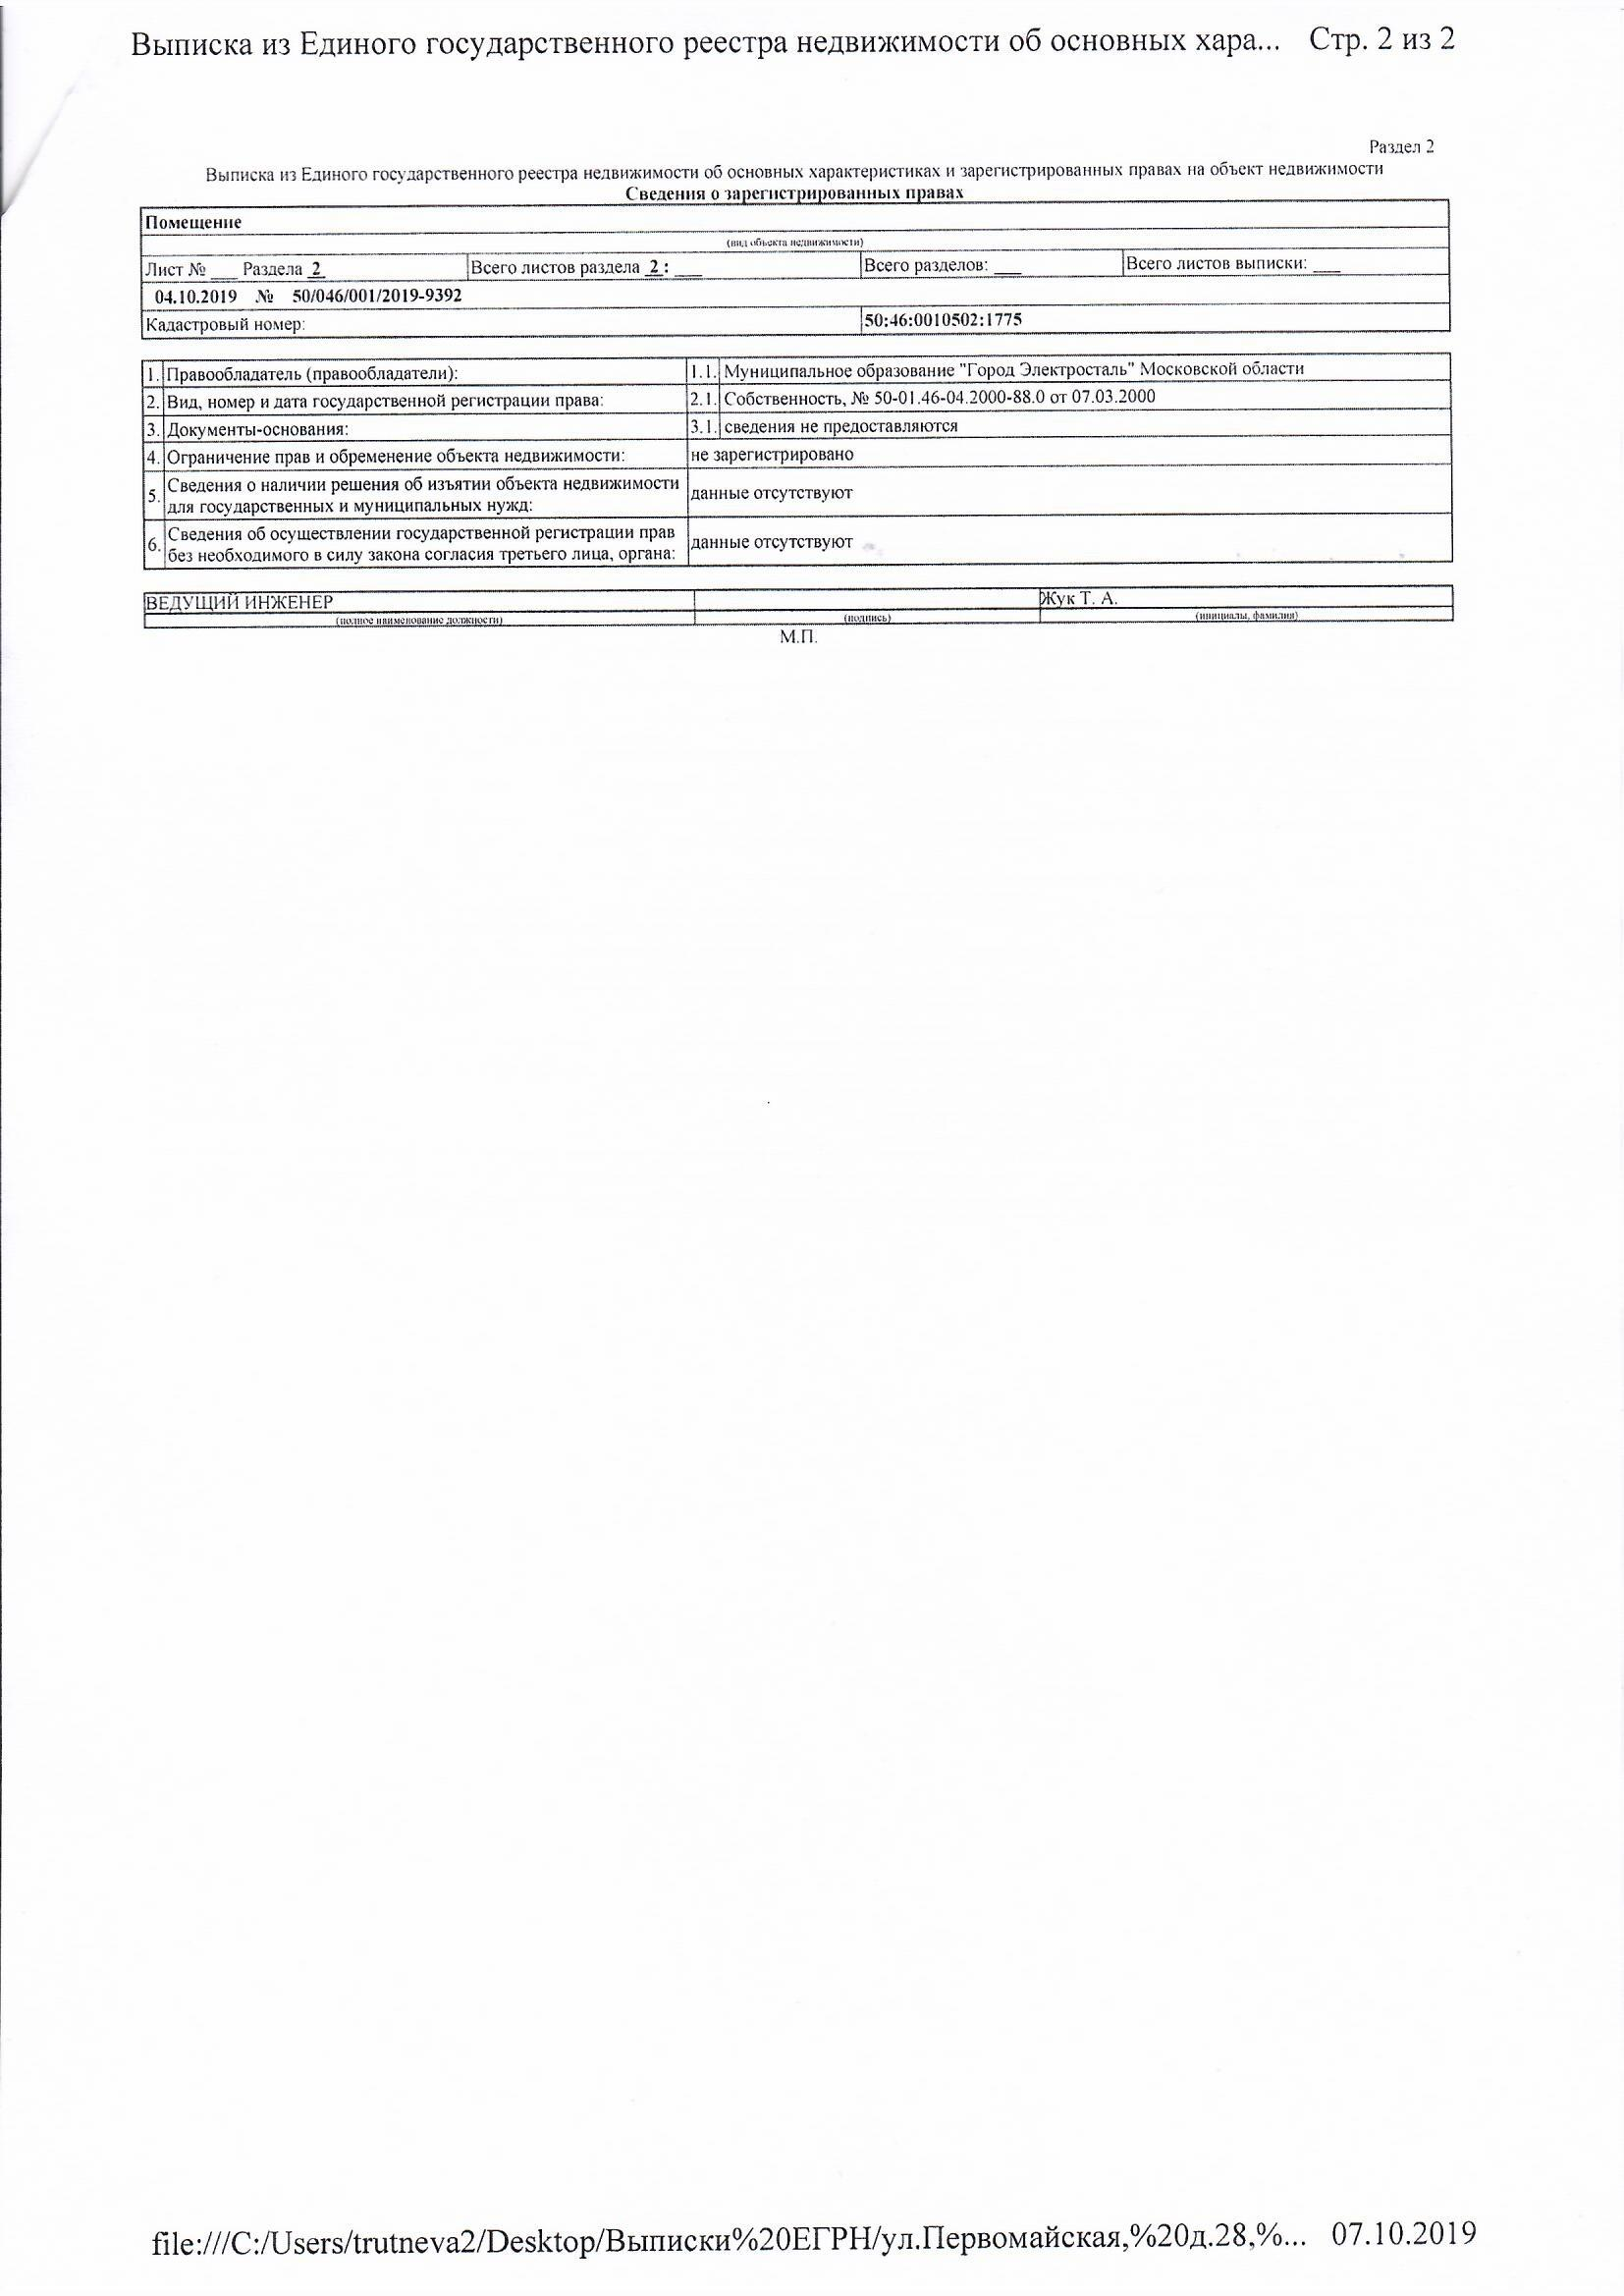 Выписка из Единого государственного реестра недвижимости об основных хара... Стр. 2 из 2
Раздел 2
Выписка из Единого государственного реестра недвижимости об основных характеристиках и зарегистрированных правах на объект недвижимости
Сведения о зарегистрированных правах
Помещение
(вид объекта недвижимости)
Лист № ___ Раздела 2 Всего листов раздела 2 : ___ Всего разделов: ___ Всего листов выписки: ___
04.10.2019 № 50/046/001/2019-9392
Кадастровый номер: 50:46:0010502:1775
1. Правообладатель (правообладатели): 1.1. Муниципальное образование "Город Электросталь" Московской области
2. Вид, номер и дата государственной регистрации права: 2.1. Собственность, № 50-01.46-04.2000-88.0 от 07.03.2000
3. Документы-основания: 3.1. сведения не предоставляются
4. Ограничение прав и обременение объекта недвижимости: не зарегистрировано
5. Сведения о наличии решения об изъятии объекта недвижимости
для государственных и муниципальных нужд: данные отсутствуют
6. Сведения об осуществлении государственной регистрации прав
без необходимого в силу закона согласия третьего лица, органа: данные отсутствуют
ВЕДУЩИЙ ИНЖЕНЕР Жук Т. А.
(полное наименование должности) (подпись) (инициалы, фамилия)
М.П.
file:///C:/Users/trutneva2/Desktop/Выписки%20ЕГРН/ул.Первомайская,%20д.28,%... 07.10.2019